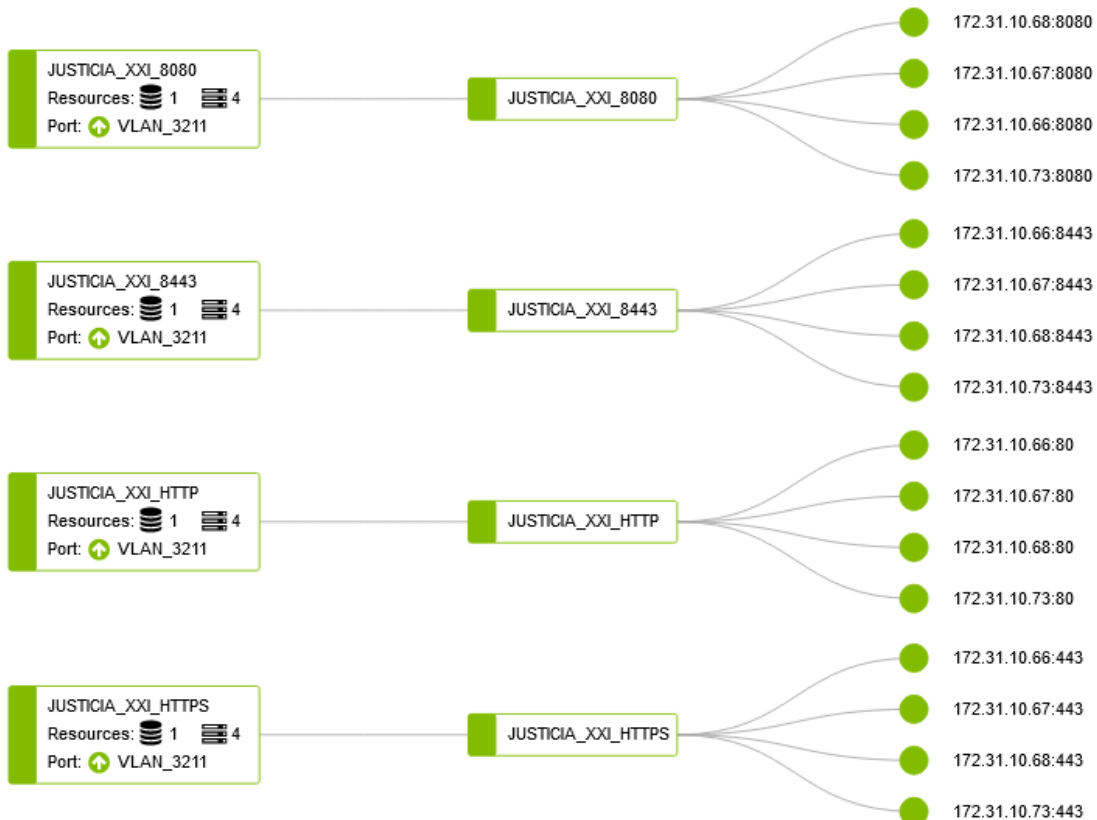 JUSTICIA_XXI_8080
Resources: 1 4
Port: VLAN_3211
JUSTICIA_XXI_8080
172.31.10.68:8080
172.31.10.67:8080
172.31.10.66:8080
172.31.10.73:8080
JUSTICIA_XXI_8443
Resources: 1 4
Port: VLAN_3211
JUSTICIA_XXI_8443
172.31.10.66:8443
172.31.10.67:8443
172.31.10.68:8443
172.31.10.73:8443
JUSTICIA_XXI_HTTP
Resources: 1 4
Port: VLAN_3211
JUSTICIA_XXI_HTTP
172.31.10.66:80
172.31.10.67:80
172.31.10.68:80
172.31.10.73:80
JUSTICIA_XXI_HTTPS
Resources: 1 4
Port: VLAN_3211
JUSTICIA_XXI_HTTPS
172.31.10.66:443
172.31.10.67:443
172.31.10.68:443
172.31.10.73:443